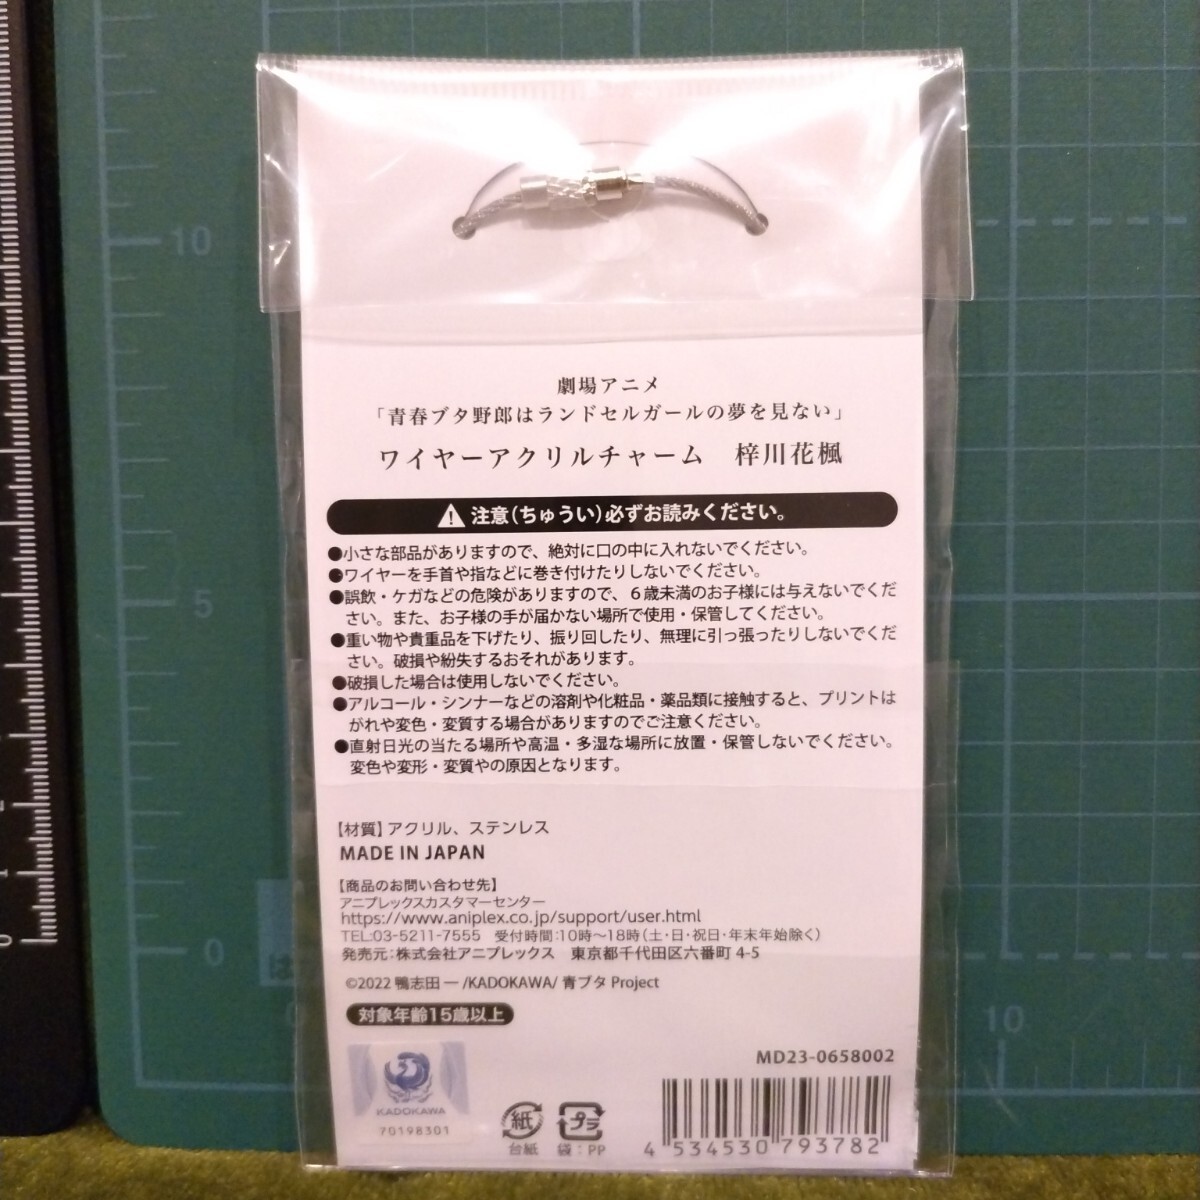 劇場アニメ
「青春ブタ野郎はランドセルガールの夢を見ない」
ワイヤーアクリルチャーム　梓川花楓
注意(ちゅうい)必ずお読みください。
●小さな部品がありますので、絶対に口の中に入れないでください。
●ワイヤーを手首や指などに巻き付けたりしないでください。
●誤飲・ケガなどの危険がありますので、6歳未満のお子様には与えないでくだ
さい。また、お子様の手が届かない場所で使用・保管してください。
●重い物や貴重品を下げたり、振り回したり、無理に引っ張ったりしないでくだ
さい。破損や紛失するおそれがあります。
●破損した場合は使用しないでください。
●アルコール・シンナーなどの溶剤や化粧品・薬品類に接触すると、プリントは
がれや変色・変質する場合がありますのでご注意ください。
●直射日光の当たる場所や高温・多湿な場所に放置・保管しないでください。
変色や変形・変質やの原因となります。
【材質】アクリル、ステンレス
MADE IN JAPAN
【商品のお問い合わせ先】
アニプレックスカスタマーセンター
https://www.aniplex.co.jp/support/user.html
TEL:03-5211-7555　受付時間:10時～18時(土・日・祝日・年末年始除く)
発売元:株式会社アニプレックス　東京都千代田区六番町 4-5
©2022 鴨志田 一/KADOKAWA/ 青ブタ Project
対象年齢15歳以上
MD23-0658002
KADOKAWA
70198301
紙
台紙
プラ
袋:PP
4 534530 793782
10
5
0
10
2
1
0